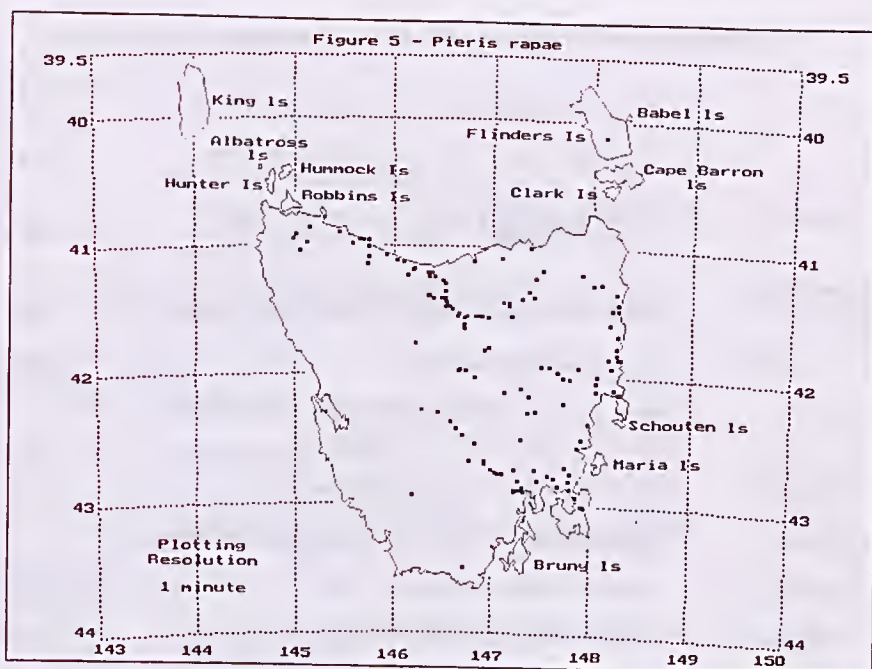 Figure 5 - Pieris rapae
39.5
39.5
King Is
Babel Is
40
Flinders Is
40
Albatross
Is
Hummock Is
Cape Barron
Is
Hunter Is
Clark Is
Robbins Is
41
41
42
42
Schouten Is
Maria Is
43
43
Plotting
Resolution
1 minute
Bruny Is
44
44
143
144
145
146
147
148
149
150